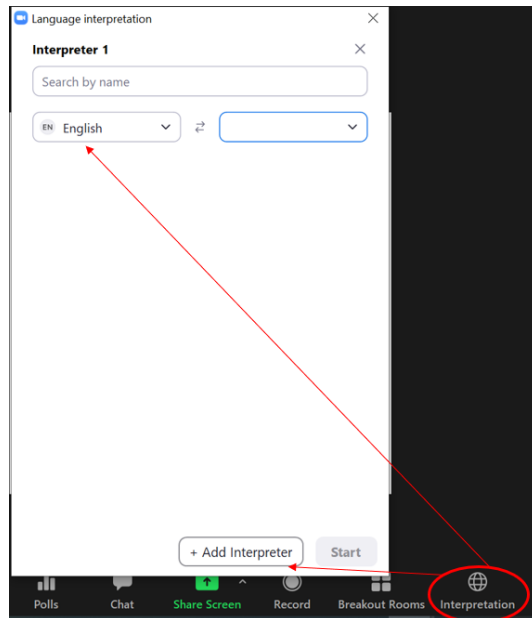 Language interpretation
Interpreter 1
Search by name
EN English
+ Add Interpreter Start
Polls Chat Share Screen Record Breakout Rooms Interpretation